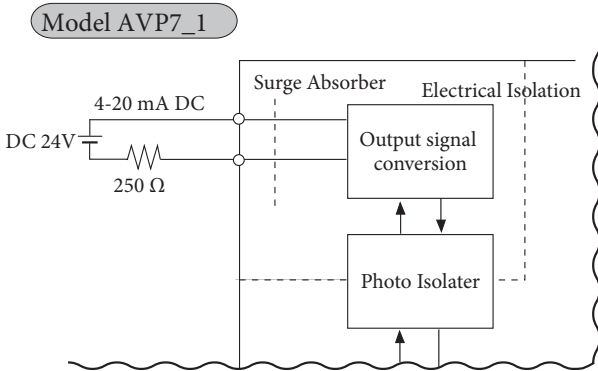 Model AVP7_1
Surge Absorber
Electrical Isolation
4-20 mA DC
Output signal
conversion
DC 24V
250 Ω
Photo Isolater